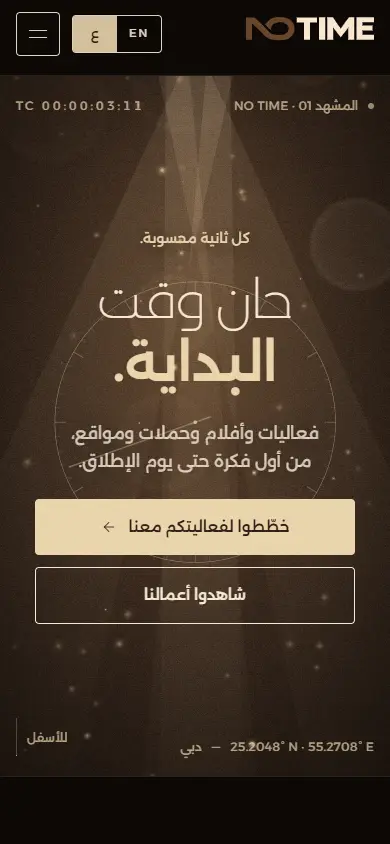 NOTIME
ع EN
المشهد 01 · NO TIME
TC 00:00:03:11
كل ثانية محسوبة.
حان وقت
البداية.
فعاليات وأفلام وحملات ومواقع،
من أول فكرة حتى يوم الإطلاق.
خطّطوا لفعاليتكم معنا ←
شاهدوا أعمالنا
25.2048° N · 55.2708° E — دبي
للأسفل